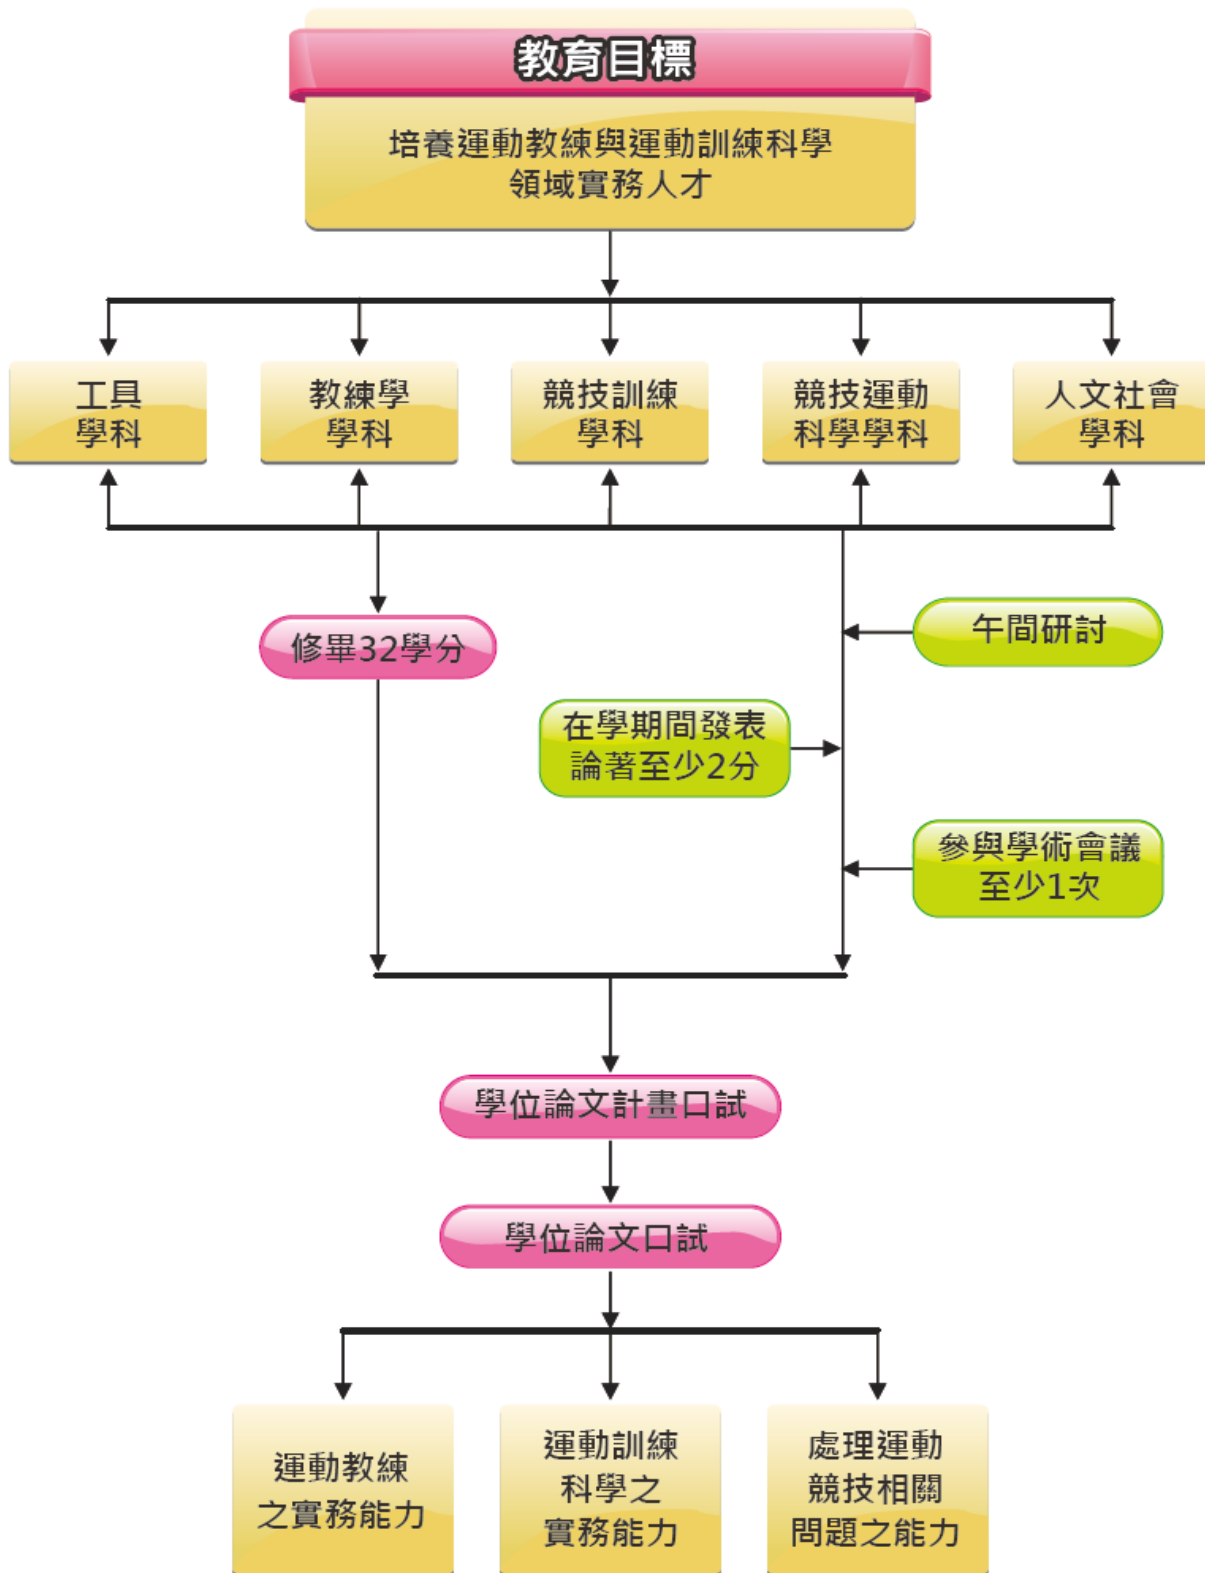 教育目標
培養運動教練與運動訓練科學
領域實務人才
工具
學科
教練學
學科
競技訓練
學科
競技運動
科學學科
人文社會
學科
修畢32學分
午間研討
在學期間發表
論著至少2分
參與學術會議
至少1次
學位論文計畫口試
學位論文口試
運動教練
之實務能力
運動訓練
科學之
實務能力
處理運動
競技相關
問題之能力